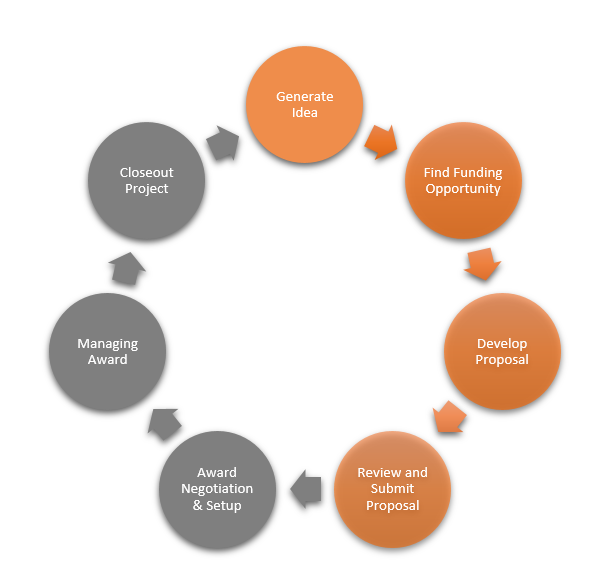 Generate
Idea
Find Funding
Opportunity
Develop
Proposal
Review and
Submit
Proposal
Award
Negotiation
& Setup
Managing
Award
Closeout
Project